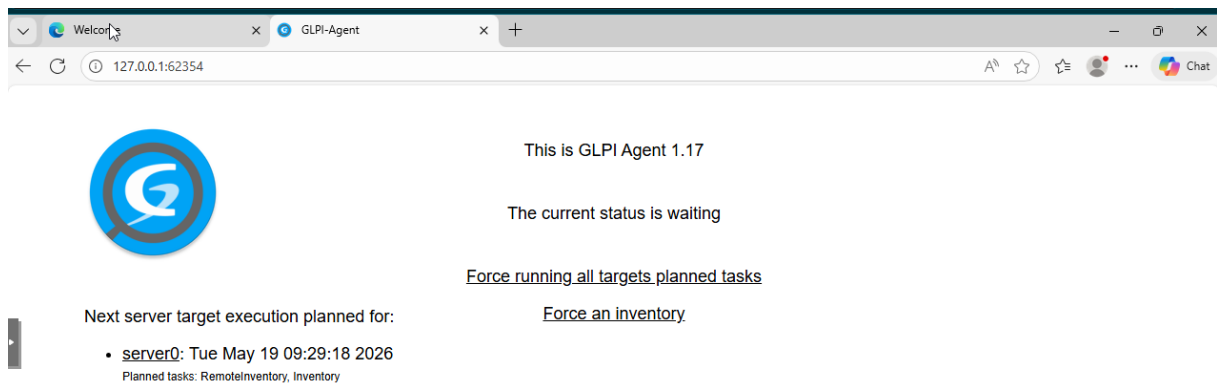 Welcome
GLPI-Agent
127.0.0.1:62354
Chat
This is GLPI Agent 1.17
The current status is waiting
Force running all targets planned tasks
Force an inventory
Next server target execution planned for:
• server0: Tue May 19 09:29:18 2026
Planned tasks: RemoteInventory, Inventory